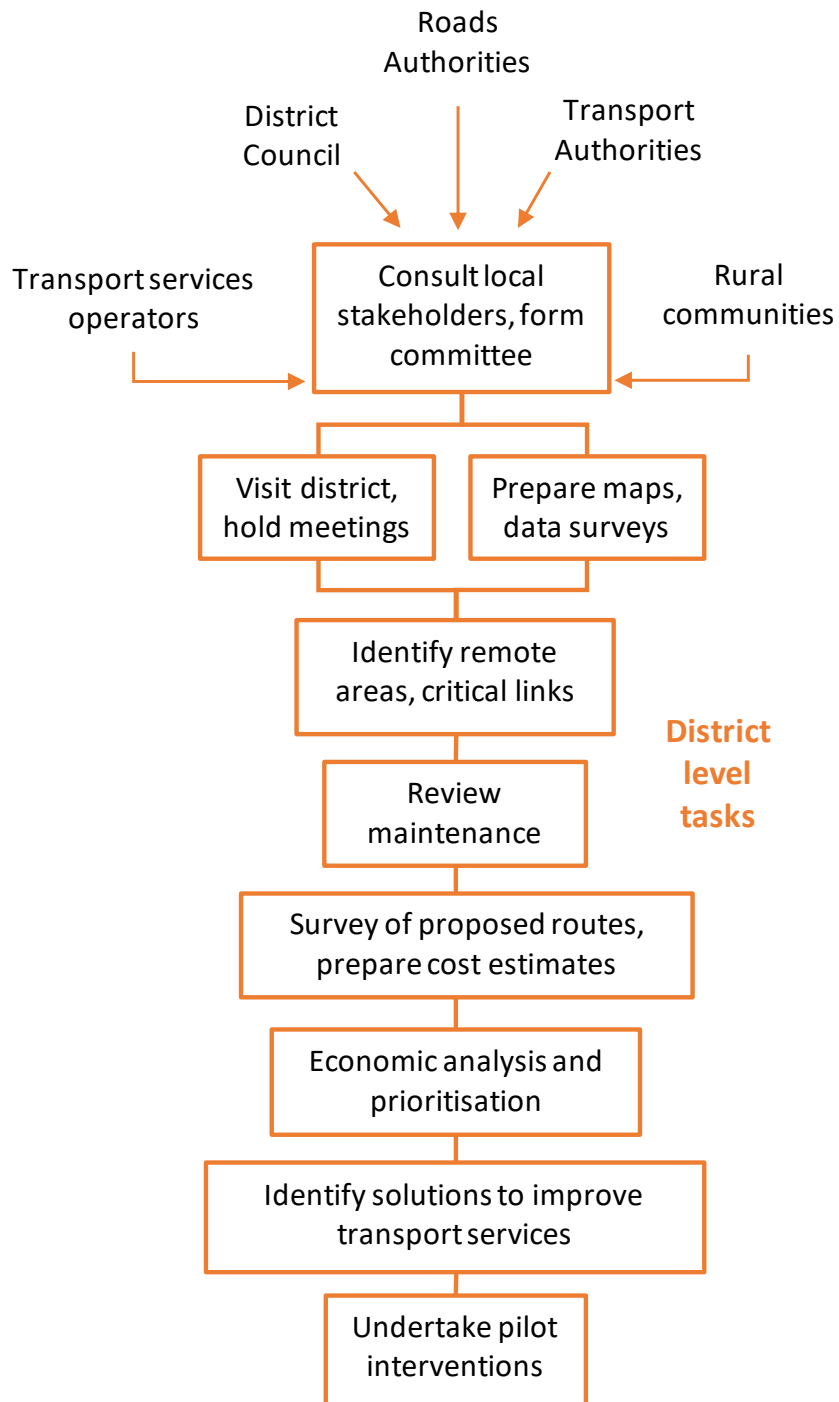 Roads
Authorities
District
Council
Transport
Authorities
Transport services
operators
Consult local
stakeholders, form
committee
Rural
communities
Visit district,
hold meetings
Prepare maps,
data surveys
Identify remote
areas, critical links
District
level
tasks
Review
maintenance
Survey of proposed routes,
prepare cost estimates
Economic analysis and
prioritisation
Identify solutions to improve
transport services
Undertake pilot
interventions